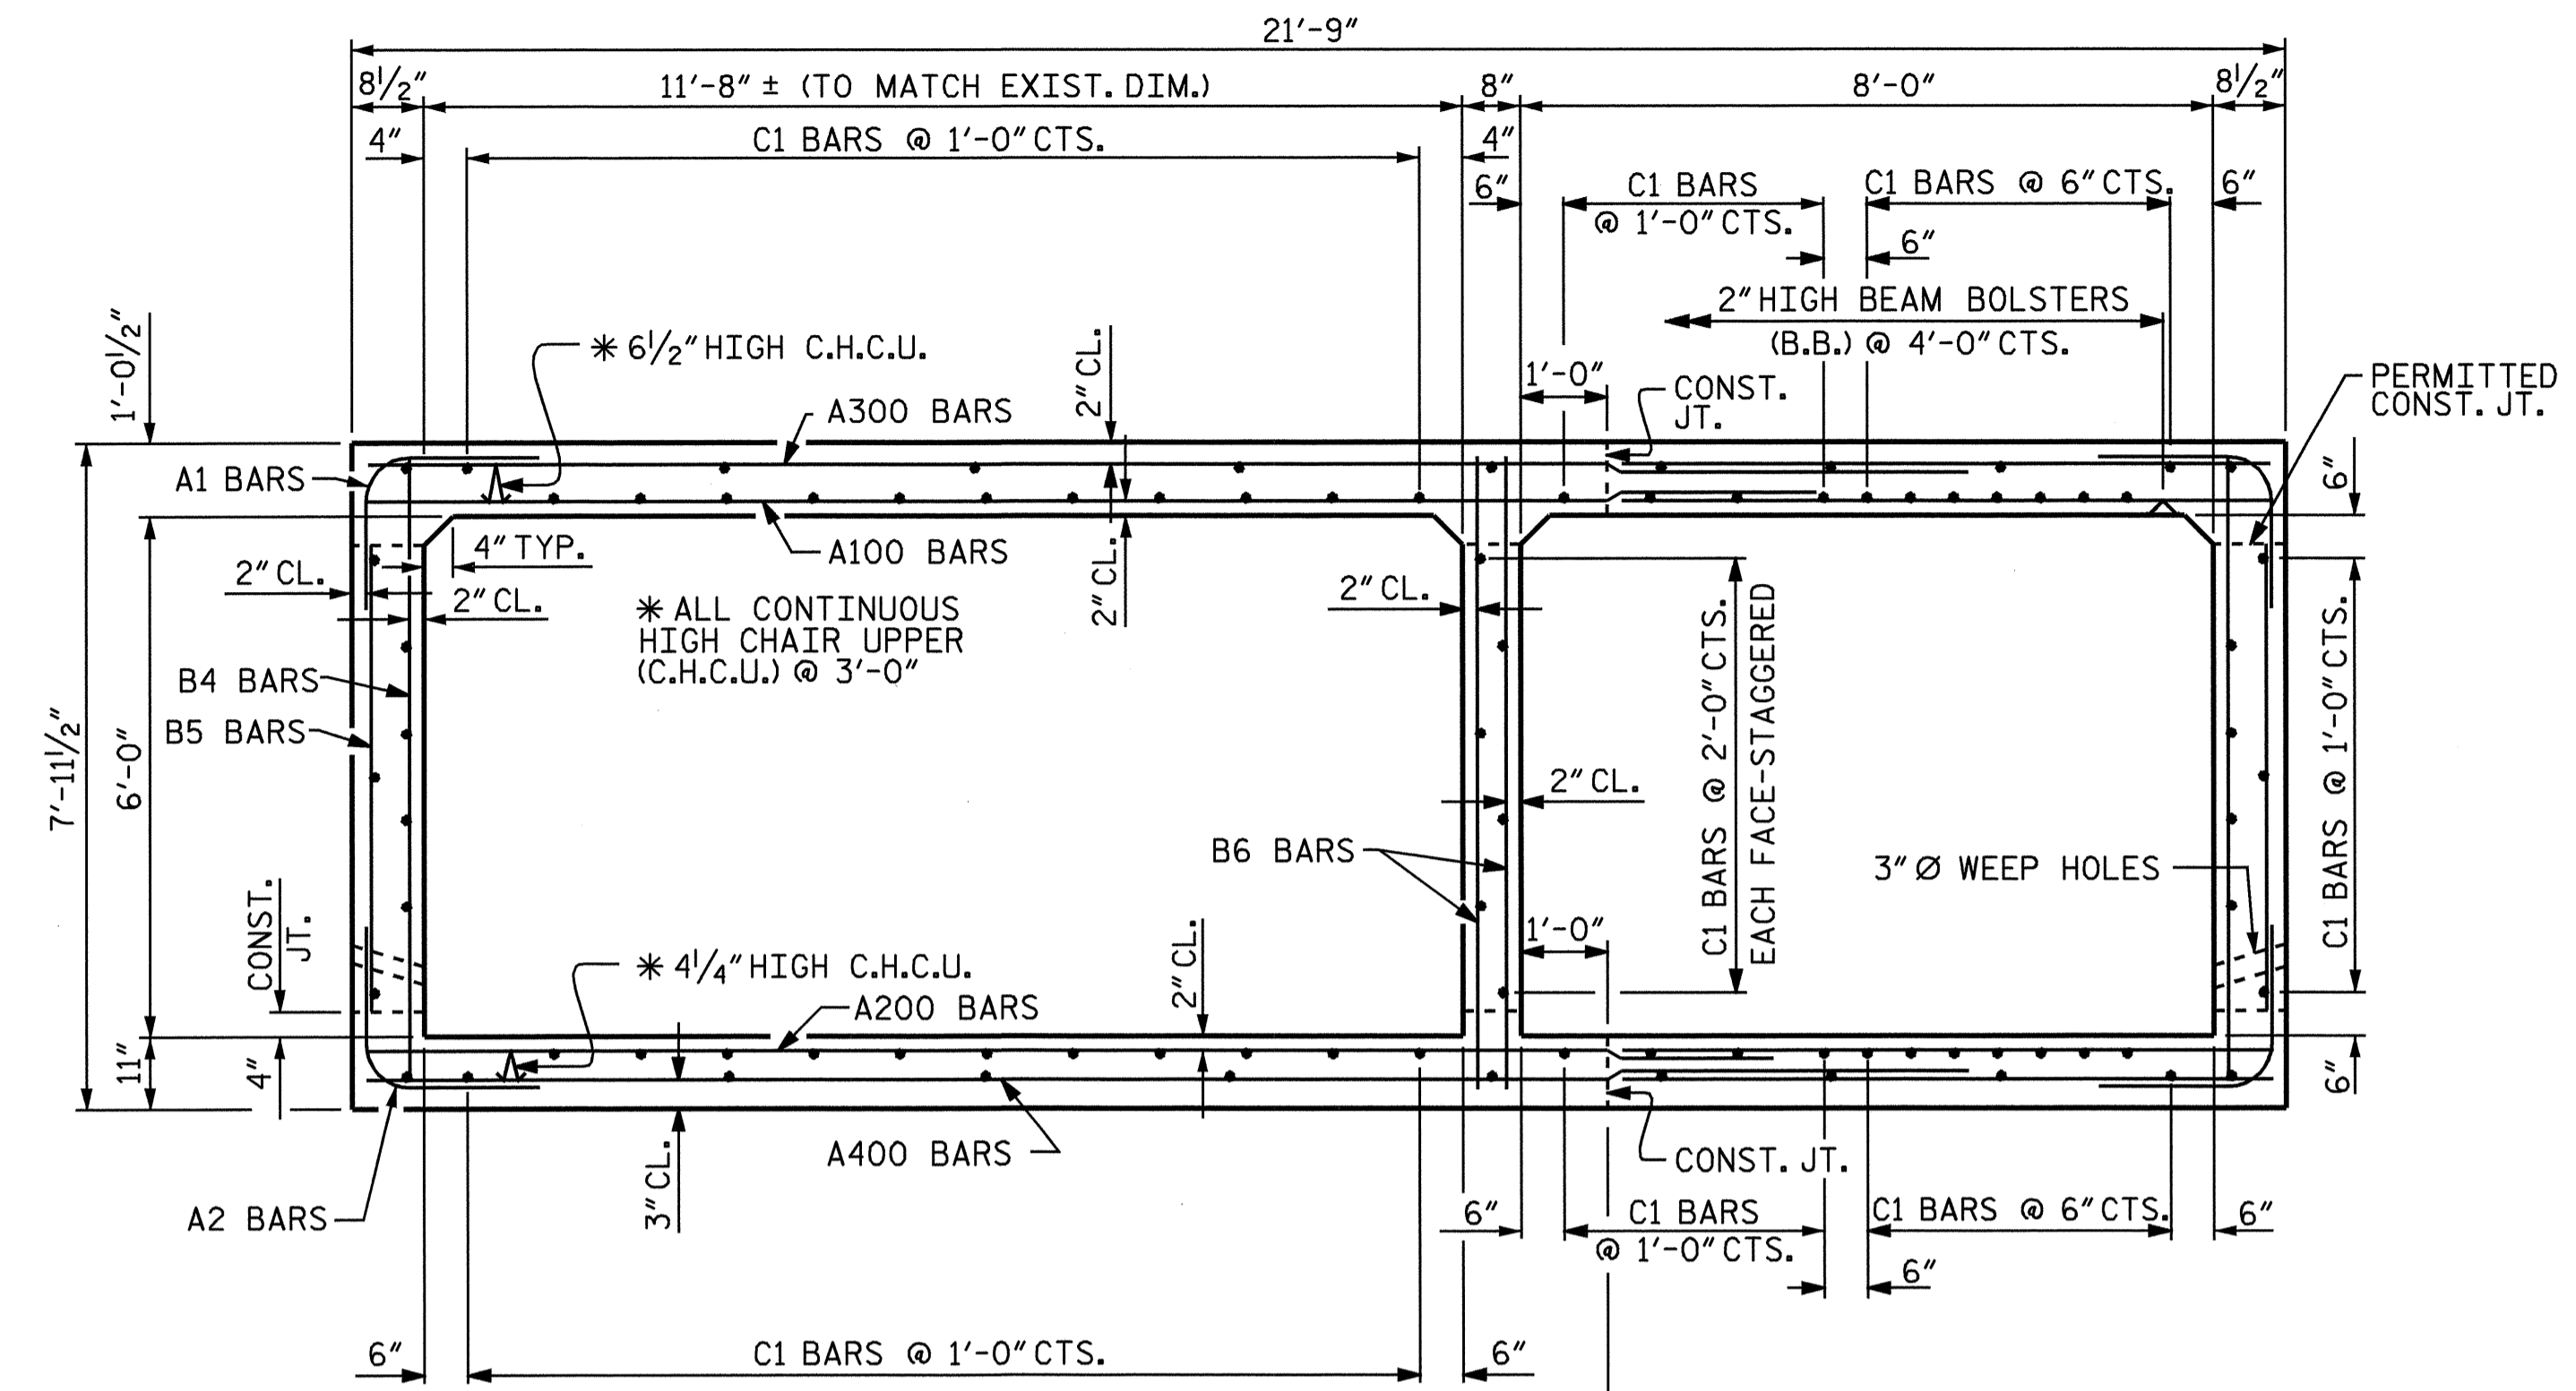 21'-9"
8½"
11'-8" ± (TO MATCH EXIST. DIM.)
8"
8'-0"
8½"
4"
C1 BARS @ 1'-0" CTS.
4"
6"
C1 BARS
@ 1'-0" CTS.
C1 BARS @ 6" CTS.
6"
6"
2" HIGH BEAM BOLSTERS
(B.B.) @ 4'-0" CTS.
1'-0½"
✳ 6½" HIGH C.H.C.U.
2" CL.
1'-0"
CONST.
JT.
PERMITTED
CONST. JT.
A300 BARS
A1 BARS
6"
4" TYP.
A100 BARS
2" CL.
2" CL.
2" CL.
2" CL.
✳ ALL CONTINUOUS
HIGH CHAIR UPPER
(C.H.C.U.) @ 3'-0"
B4 BARS
B5 BARS
7'-11½"
6'-0"
2" CL.
C1 BARS @ 2'-0" CTS.
EACH FACE-STAGGERED
C1 BARS @ 1'-0" CTS.
B6 BARS
3" Ø WEEP HOLES
CONST.
JT.
✳ 4¼" HIGH C.H.C.U.
2" CL.
1'-0"
A200 BARS
11"
4"
6"
A400 BARS
CONST. JT.
3" CL.
A2 BARS
6"
C1 BARS
@ 1'-0" CTS.
C1 BARS @ 6" CTS.
6"
6"
6"
C1 BARS @ 1'-0" CTS.
6"